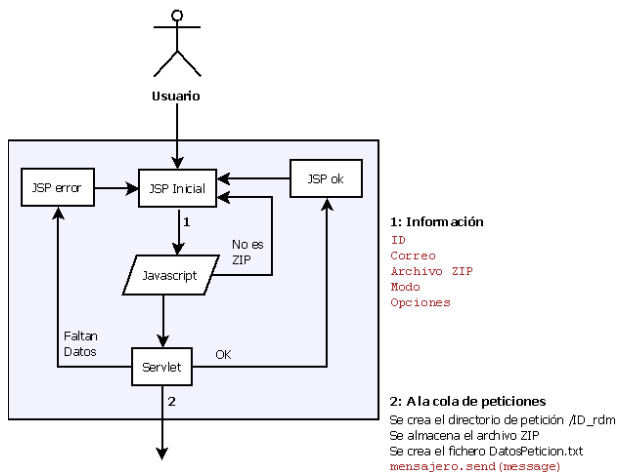 Usuario
JSP error
JSP Inicial
JSP ok
1
No es
ZIP
Javascript
Faltan
Datos
Servlet
OK
2
1: Información
ID
Correo
Archivo ZIP
Modo
Opciones
2: A la cola de peticiones
Se crea el directorio de petición /ID_rdm
Se almacena el archivo ZIP
Se crea el fichero DatosPeticion.txt
mensajero.send(message)